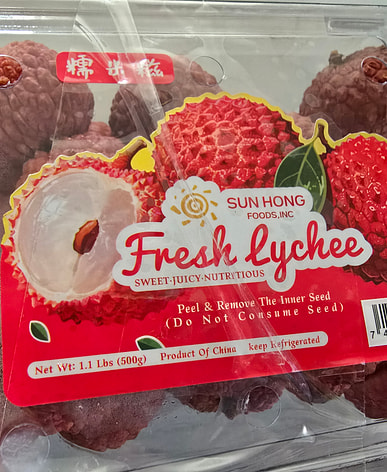 糯米糍
SUN HONG
FOODS,INC
Fresh Lychee
SWEET·JUICY·NUTRITIOUS
Peel & Remove The Inner Seed
(Do Not Consume Seed)
Net Wt: 1.1 Lbs (500g) Product Of China keep Refrigerated
7